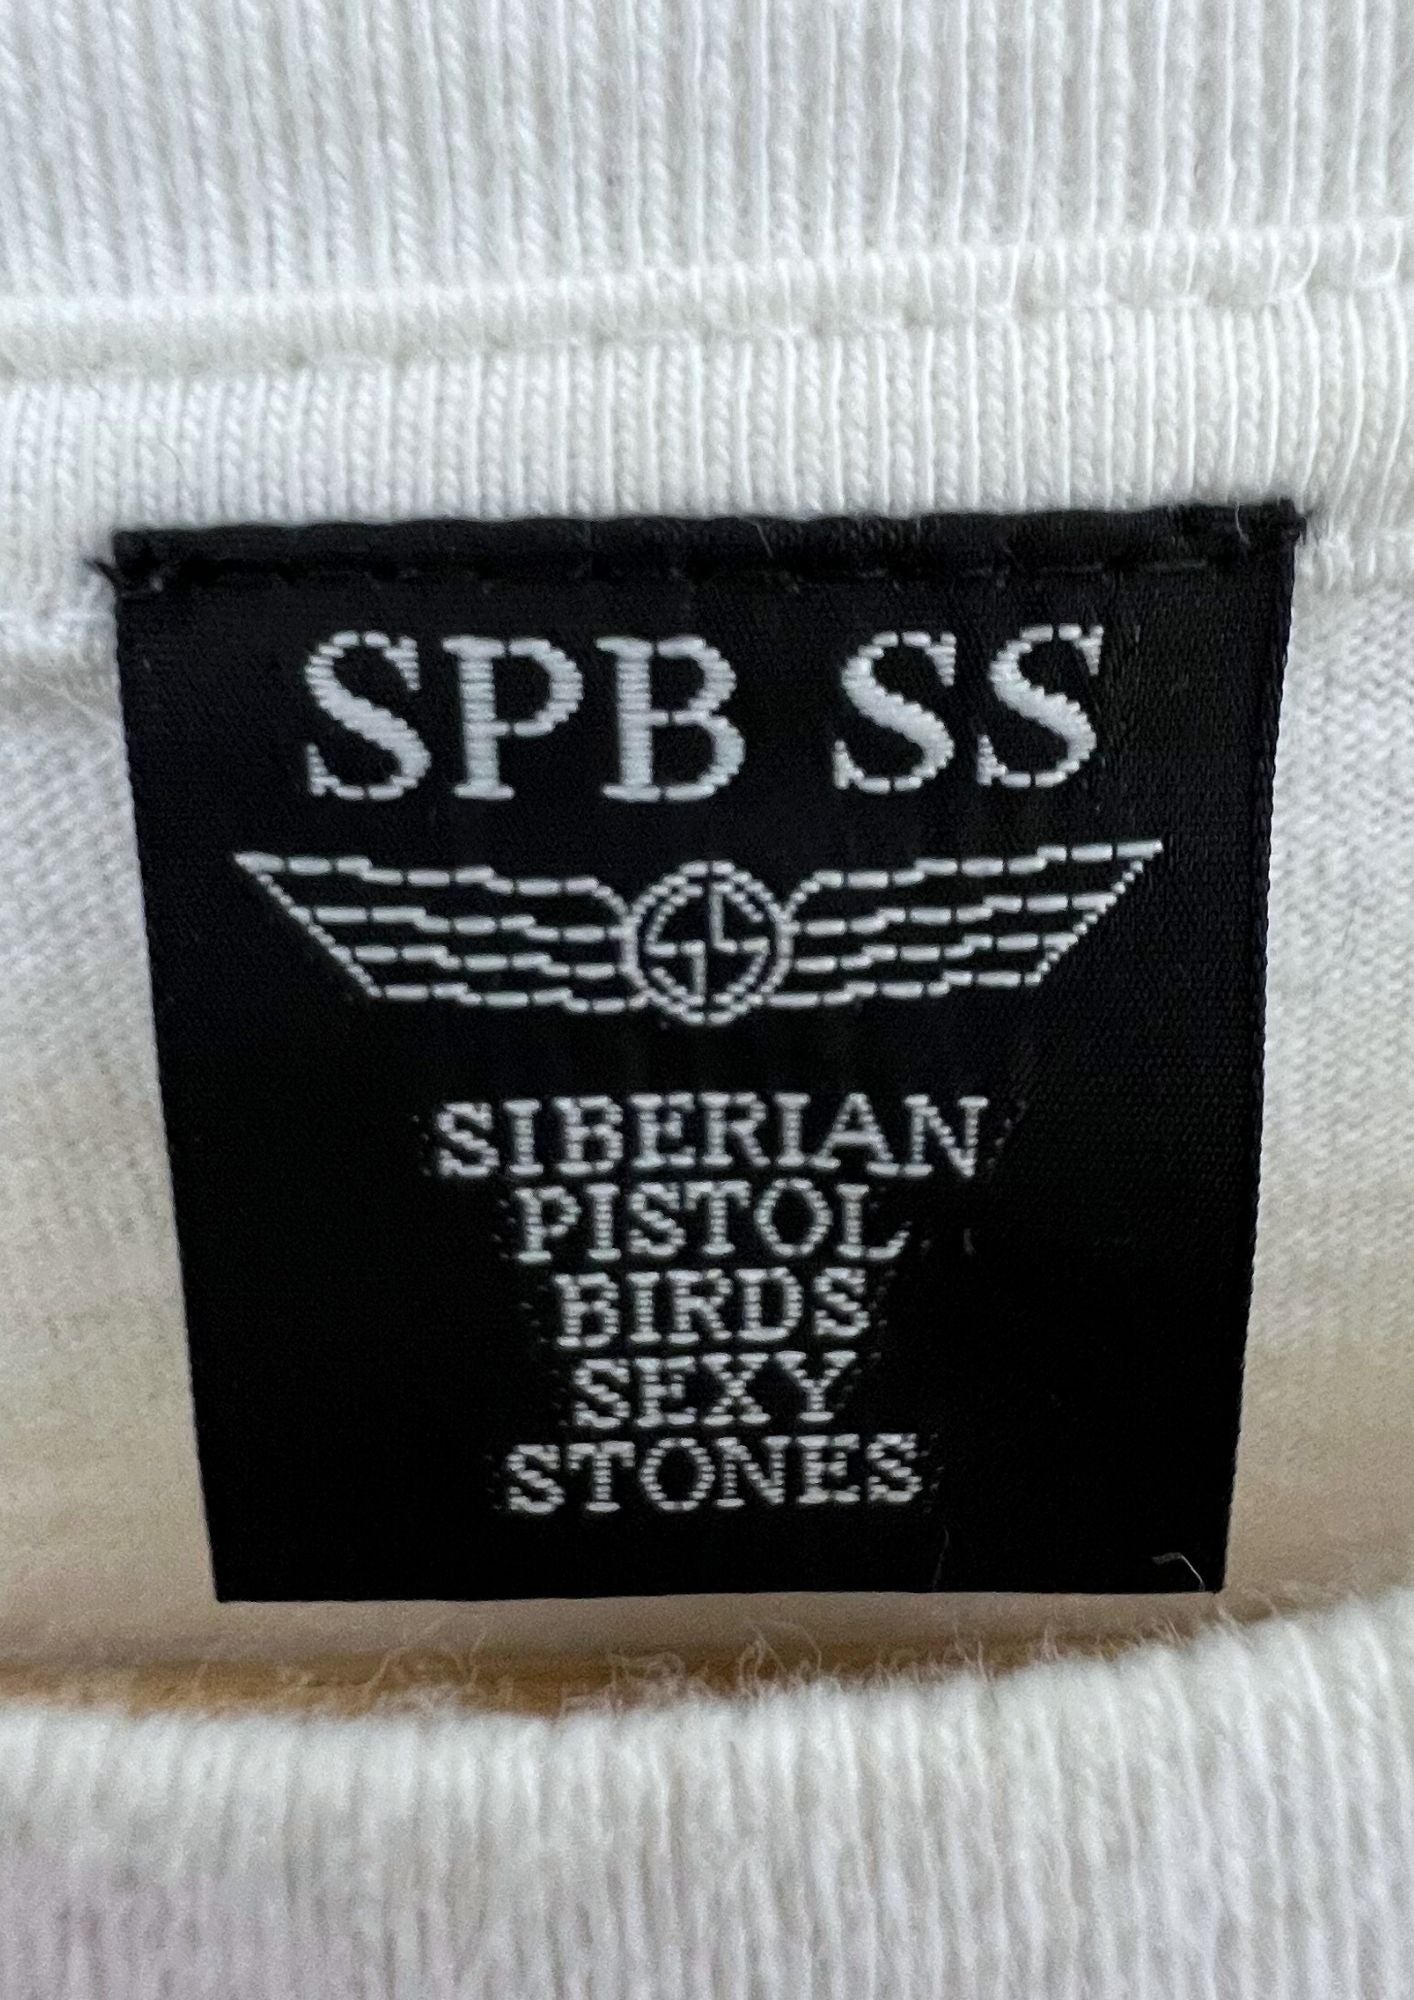 SPB SS
SIBERIAN
PISTOL
BIRDS
SEXY
STONES